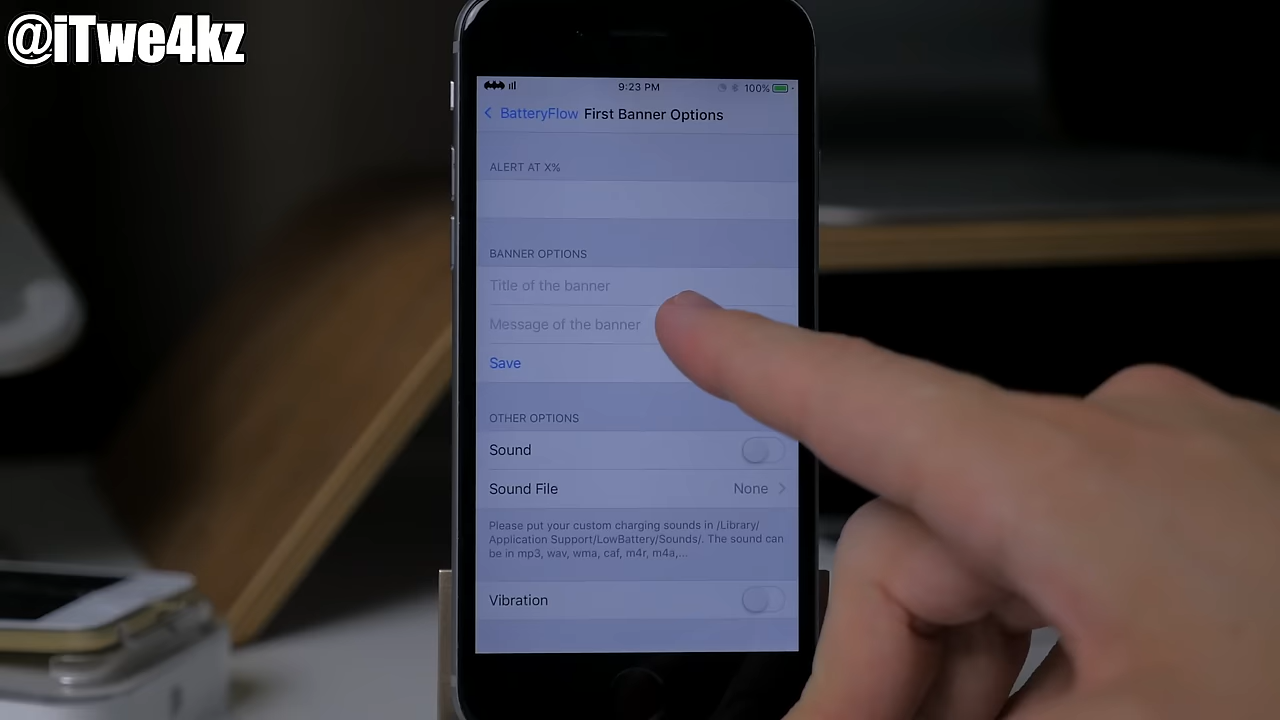 @iTwe4kz
9:23 PM
100%
BatteryFlow First Banner Options
ALERT AT X%
BANNER OPTIONS
Title of the banner
Message of the banner
Save
OTHER OPTIONS
Sound
Sound File None
Please put your custom charging sounds in /Library/
Application Support/LowBattery/Sounds/. The sound can
be in mp3, wav, wma, caf, m4r, m4a,...
Vibration